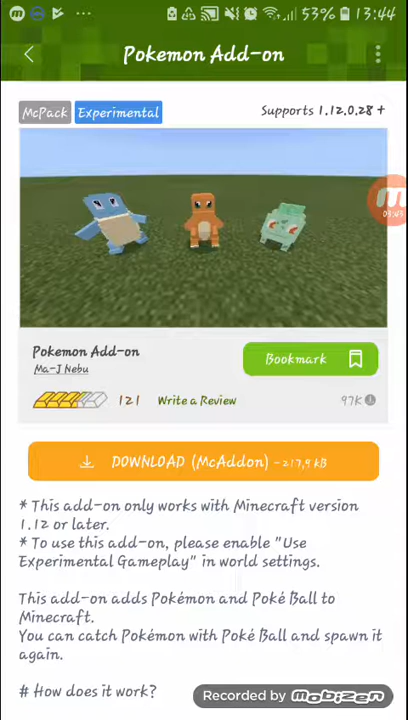 53% 13:44
Pokemon Add-on
McPack Experimental Supports 1.12.0.28 +
03:43
Pokemon Add-on
Ma-J Nebu
Bookmark
121 Write a Review 97K
DOWNLOAD (McAddon) - 217,9 kB
* This add-on only works with Minecraft version
1.12 or later.
* To use this add-on, please enable "Use
Experimental Gameplay" in world settings.
This add-on adds Pokémon and Poké Ball to
Minecraft.
You can catch Pokémon with Poké Ball and spawn it
again.
# How does it work?
Recorded by mobizen